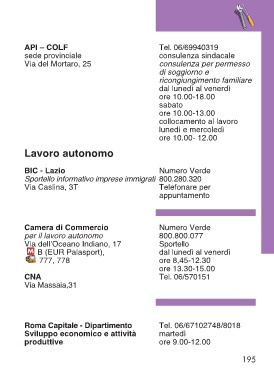 API – COLF
sede provinciale
Via del Mortaro, 25
Tel. 06/69940319
consulenza sindacale
consulenza per permesso
di soggiorno e
ricongiungimento familiare
dal lunedì al venerdì
ore 10.00-18.00
sabato
ore 10.00-13.00
collocamento al lavoro
lunedì e mercoledì
ore 10.00- 12.00
Lavoro autonomo
BIC - Lazio
Sportello informativo imprese immigrati
Via Casilina, 3T
Numero Verde
800.280.320
Telefonare per
appuntamento
Camera di Commercio
per il lavoro autonomo
Via dell'Oceano Indiano, 17
M B (EUR Palasport),
777, 778
Numero Verde
800.800.077
Sportello
dal lunedì al venerdì
ore 8,45-12.30
ore 13.30-15.00
CNA
Via Massaia,31
Tel. 06/570151
Roma Capitale - Dipartimento
Sviluppo economico e attività
produttive
Tel. 06/67102748/8018
martedì
ore 9.00-12.00
195